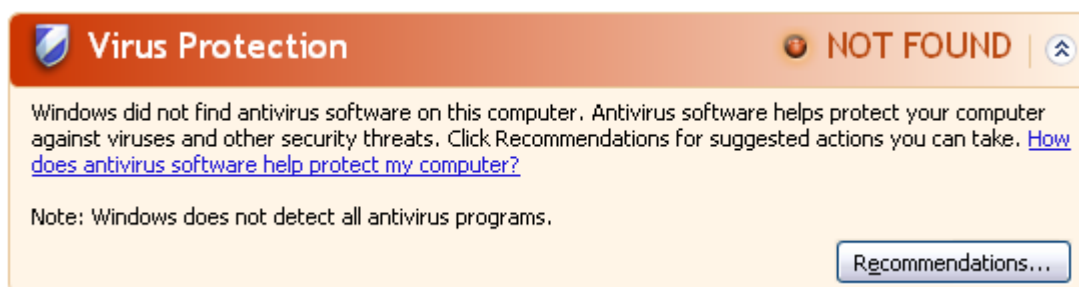 Virus Protection NOT FOUND
Windows did not find antivirus software on this computer. Antivirus software helps protect your computer
against viruses and other security threats. Click Recommendations for suggested actions you can take. How
does antivirus software help protect my computer?
Note: Windows does not detect all antivirus programs.
Recommendations...